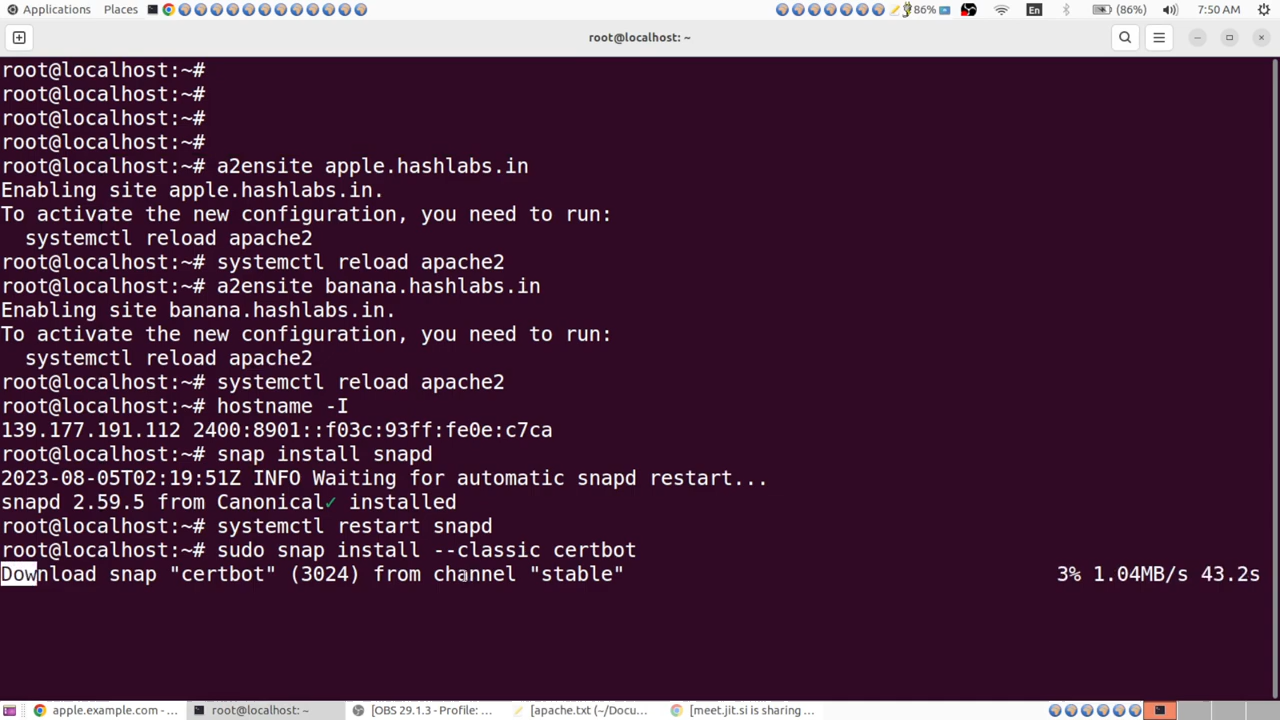 Applications Places 86% En (86%) 7:50 AM
root@localhost: ~
root@localhost:~#
root@localhost:~#
root@localhost:~#
root@localhost:~#
root@localhost:~# a2ensite apple.hashlabs.in
Enabling site apple.hashlabs.in.
To activate the new configuration, you need to run:
systemctl reload apache2
root@localhost:~# systemctl reload apache2
root@localhost:~# a2ensite banana.hashlabs.in
Enabling site banana.hashlabs.in.
To activate the new configuration, you need to run:
systemctl reload apache2
root@localhost:~# systemctl reload apache2
root@localhost:~# hostname -I
139.177.191.112 2400:8901::f03c:93ff:fe0e:c7ca
root@localhost:~# snap install snapd
2023-08-05T02:19:51Z INFO Waiting for automatic snapd restart...
snapd 2.59.5 from Canonical✓ installed
root@localhost:~# systemctl restart snapd
root@localhost:~# sudo snap install --classic certbot
Download snap "certbot" (3024) from channel "stable" 3% 1.04MB/s 43.2s
apple.example.com - ... root@localhost: ~ [OBS 29.1.3 - Profile: ... [apache.txt (~/Docu... [meet.jit.si is sharing ...